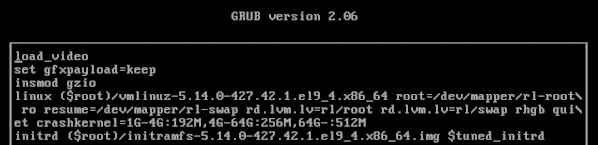 GRUB version 2.06
load_video
set gfxpayload=keep
insmod gzio
linux ($root)/vmlinuz-5.14.0-427.42.1.el9_4.x86_64 root=/dev/mapper/rl-root\
 ro resume=/dev/mapper/rl-swap rd.lvm.lv=rl/root rd.lvm.lv=rl/swap rhgb qui\
et crashkernel=1G-4G:192M,4G-64G:256M,64G-:512M
initrd ($root)/initramfs-5.14.0-427.42.1.el9_4.x86_64.img $tuned_initrd